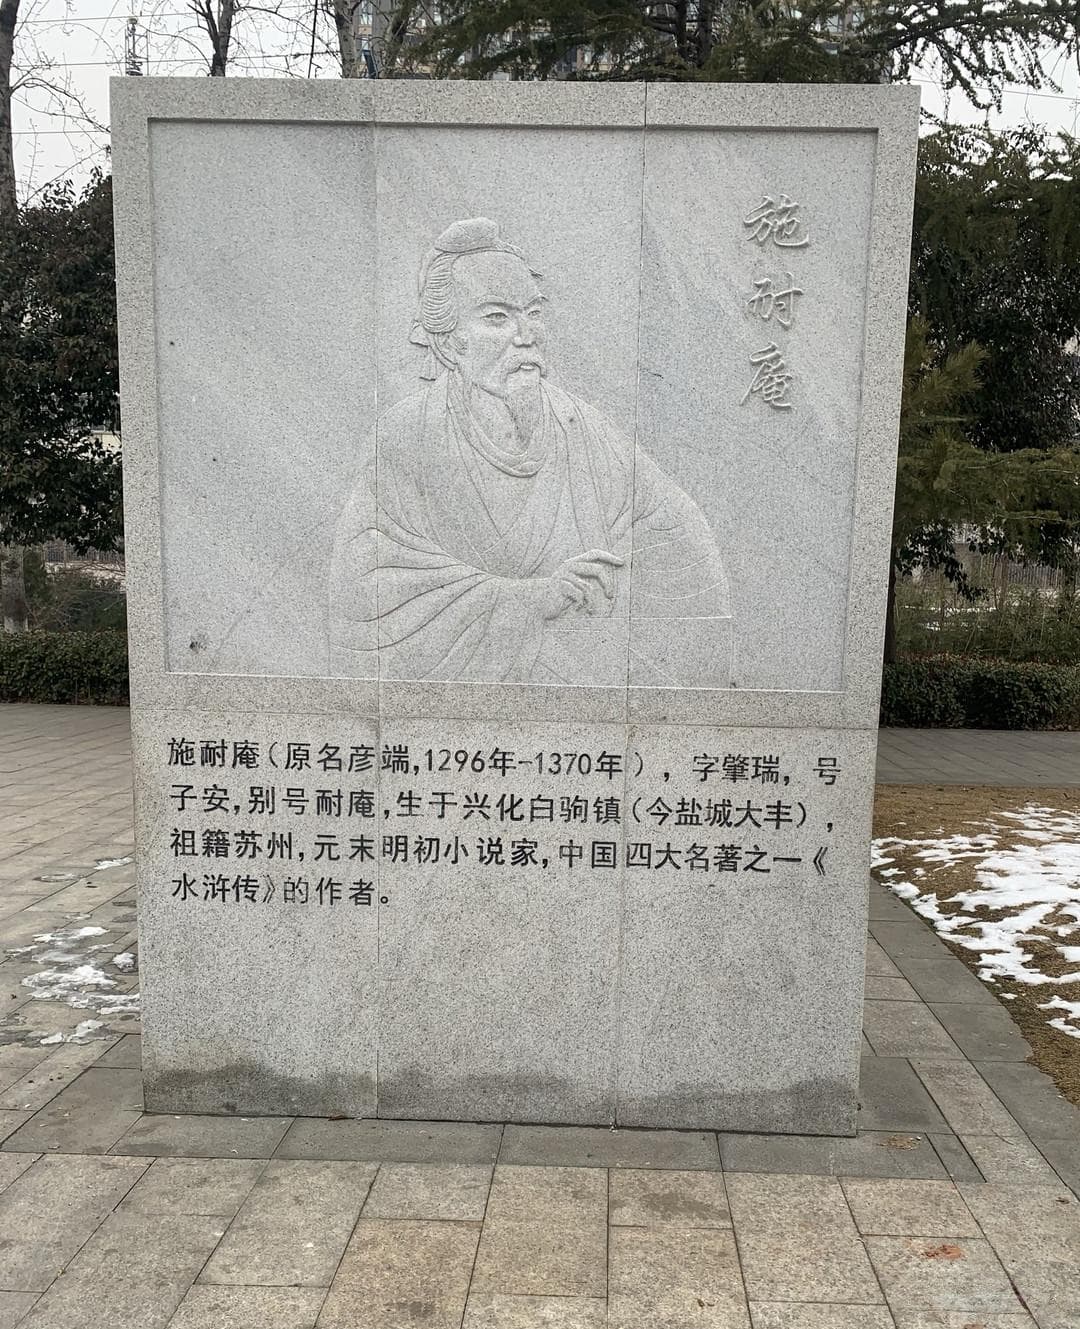 施耐庵
施耐庵(原名彦端,1296年-1370年),字肇瑞,号
子安,别号耐庵,生于兴化白驹镇(今盐城大丰),
祖籍苏州,元末明初小说家,中国四大名著之一《
水浒传》的作者。